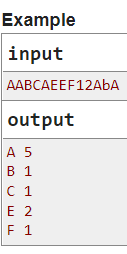 Example
input
AABCAEEF12AbA
output
A 5
B 1
C 1
E 2
F 1